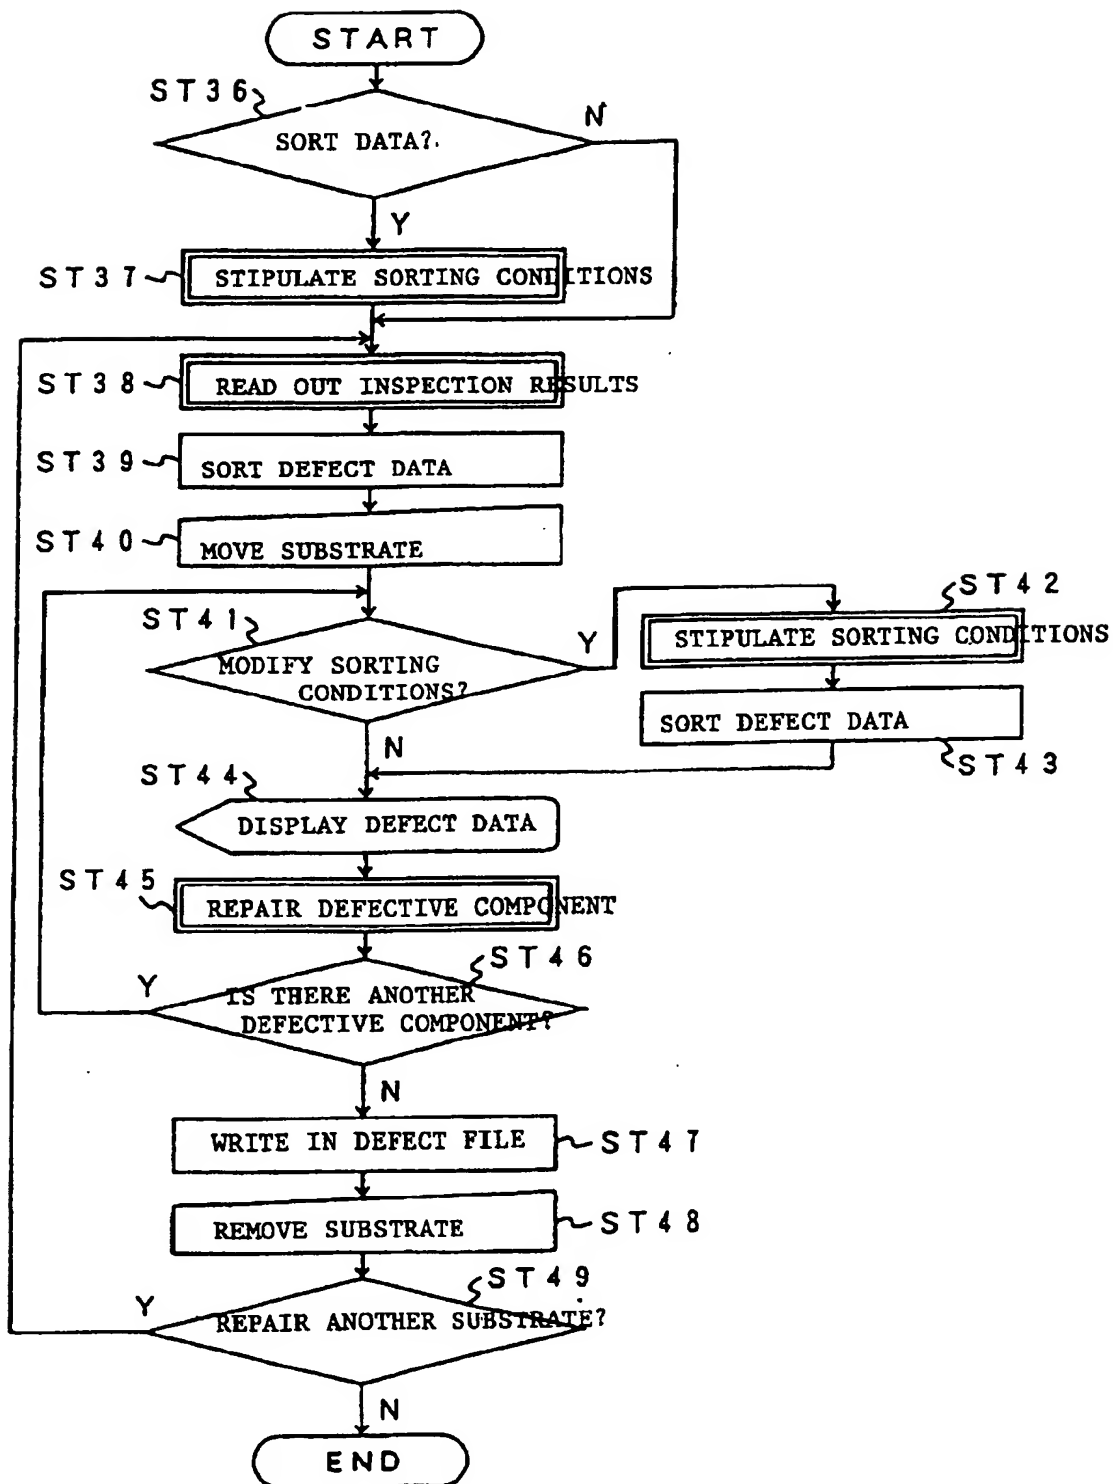 START
ST36
N
SORT DATA?
Y
ST37
STIPULATE SORTING CONDITIONS
ST38
READ OUT INSPECTION RESULTS
ST39
SORT DEFECT DATA
ST40
MOVE SUBSTRATE
ST41
MODIFY SORTING
CONDITIONS?
Y
ST42
STIPULATE SORTING CONDITIONS
SORT DEFECT DATA
ST43
N
ST44
DISPLAY DEFECT DATA
ST45
REPAIR DEFECTIVE COMPONENT
ST46
Y
IS THERE ANOTHER
DEFECTIVE COMPONENT?
N
WRITE IN DEFECT FILE
ST47
REMOVE SUBSTRATE
ST48
ST49
Y
REPAIR ANOTHER SUBSTRATE?
N
END